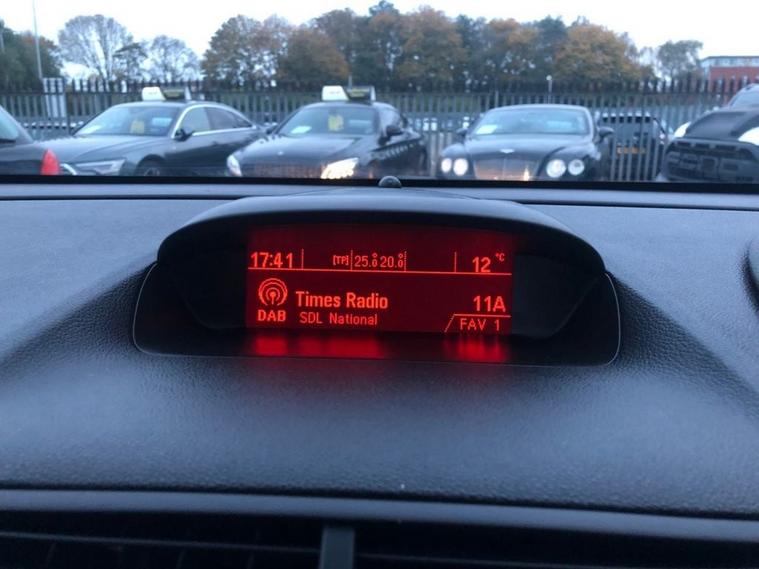 17:41 [TP] 25.0 20.0 12 °C
Times Radio 11A
DAB SDL National FAV 1